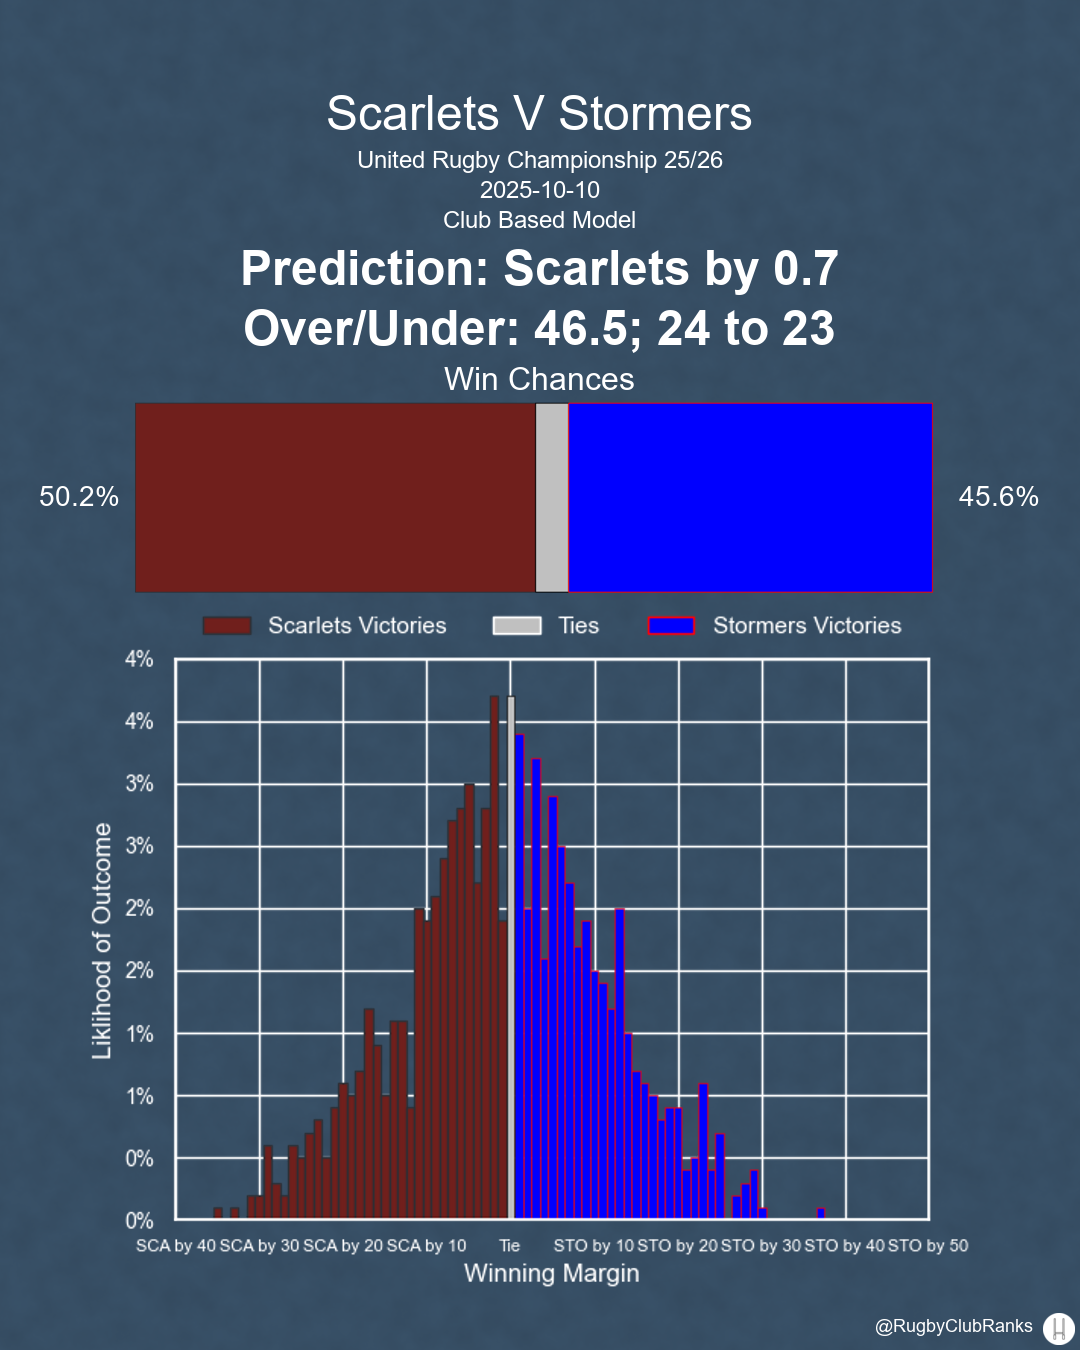 Scarlets V Stormers
United Rugby Championship 25/26
2025-10-10
Club Based Model
Prediction: Scarlets by 0.7
Over/Under: 46.5; 24 to 23
Win Chances
50.2%
45.6%
Scarlets Victories
Ties
Stormers Victories
4%
4%
3%
3%
2%
2%
1%
1%
0%
0%
Liklihood of Outcome
SCA by 40 SCA by 30 SCA by 20 SCA by 10 Tie STO by 10 STO by 20 STO by 30 STO by 40 STO by 50
Winning Margin
@RugbyClubRanks